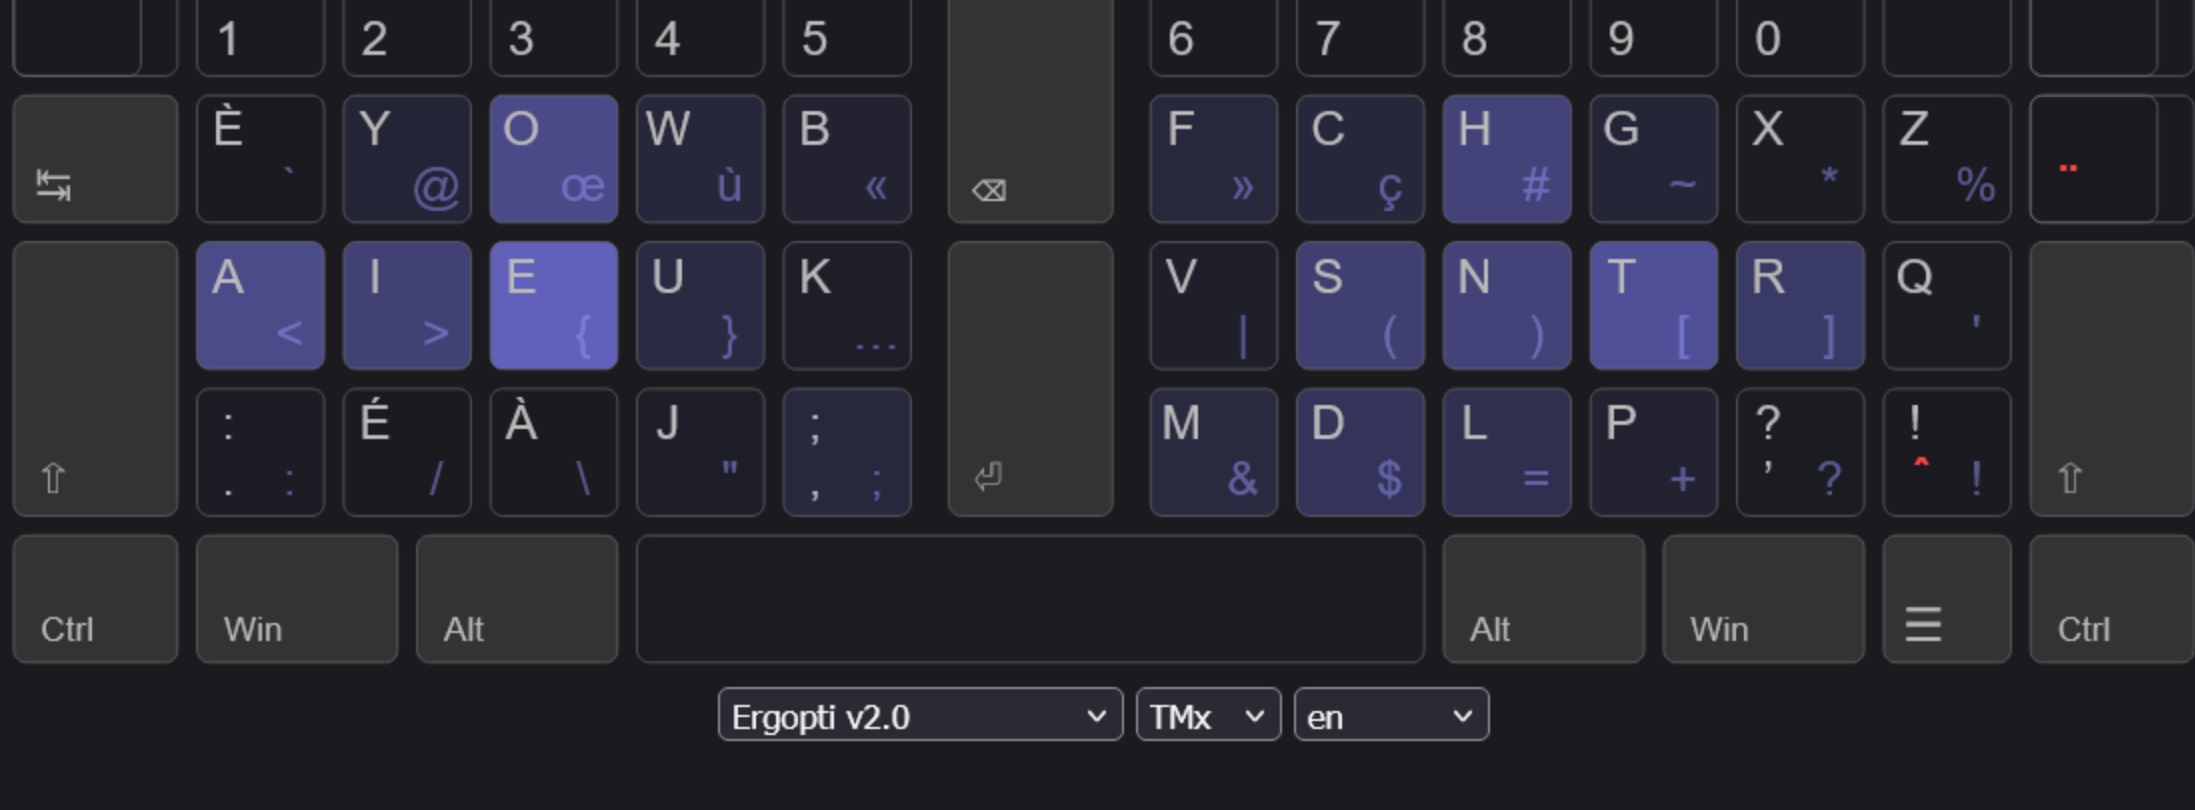 1 2 3 4 5 6 7 8 9 0
↹ È ` Y @ O œ W ù B « ⌫ F » C ç H # G ~ X * Z % ¨
A < I > E { U } K … V | S ( N ) T [ R ] Q '
⇧ : . : É / À \ J " ; , ; ⏎ M & D $ L = P + ? ’ ? ! ^ ! ⇧
Ctrl Win Alt Alt Win ☰ Ctrl
Ergopti v2.0 TMx en